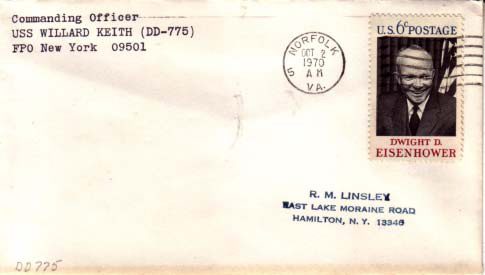 Commanding Officer
USS WILLARD KEITH (DD-775)
FPO New York 09501
NORFOLK
OCT 2
1970
AM
5
VA.
U.S. 6c POSTAGE
DWIGHT D.
EISENHOWER
R. M. LINSLEY
EAST LAKE MORAINE ROAD
HAMILTON, N. Y. 13346
DD775